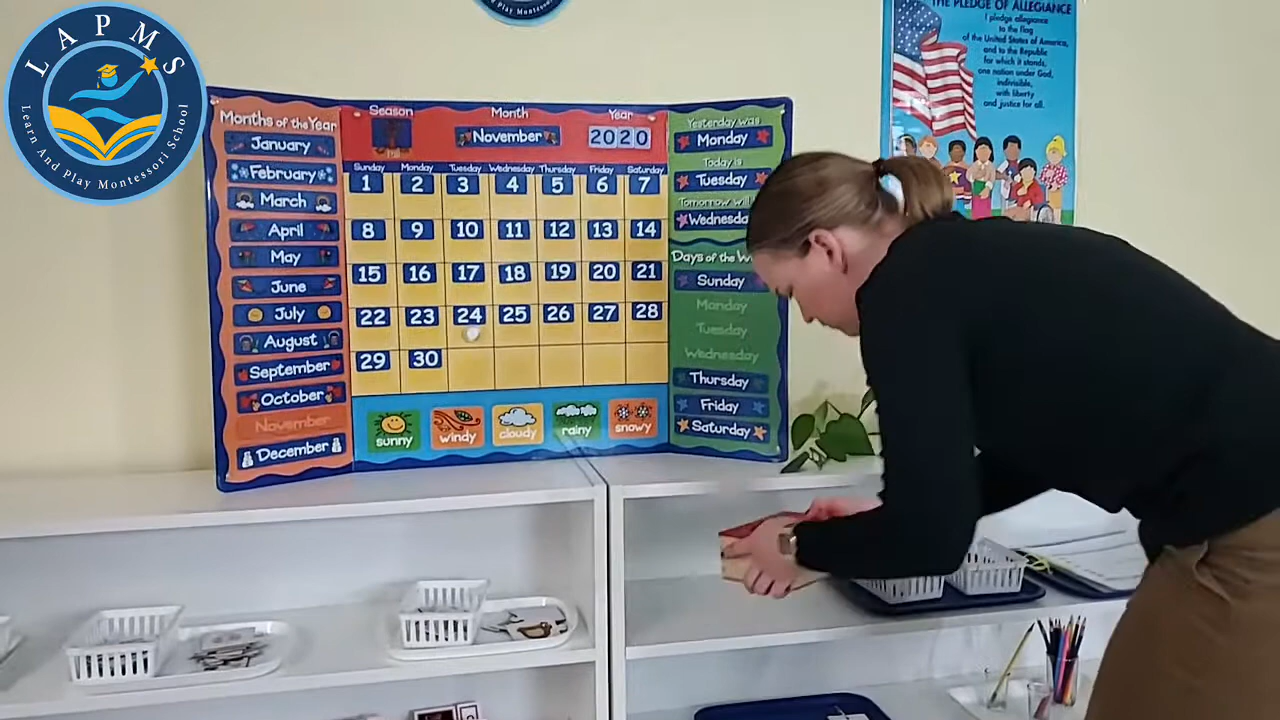 LAPMS
Learn And Play Montessori School
Play Montessori
THE PLEDGE OF ALLEGIANCE
I pledge allegiance
to the flag
of the United States of America,
and to the Republic
for which it stands,
one nation under God,
indivisible,
with liberty
and justice for all.
Months of the Year
January
February
March
April
May
June
July
August
September
October
November
December
Season Month Year
November 2020
Sunday Monday Tuesday Wednesday Thursday Friday Saturday
1 2 3 4 5 6 7
8 9 10 11 12 13 14
15 16 17 18 19 20 21
22 23 24 25 26 27 28
29 30
sunny windy cloudy rainy snowy
Yesterday was
Monday
Today is
Tuesday
Tomorrow will
Wednesda
Days of the W
Sunday
Monday
Tuesday
Wednesday
Thursday
Friday
Saturday